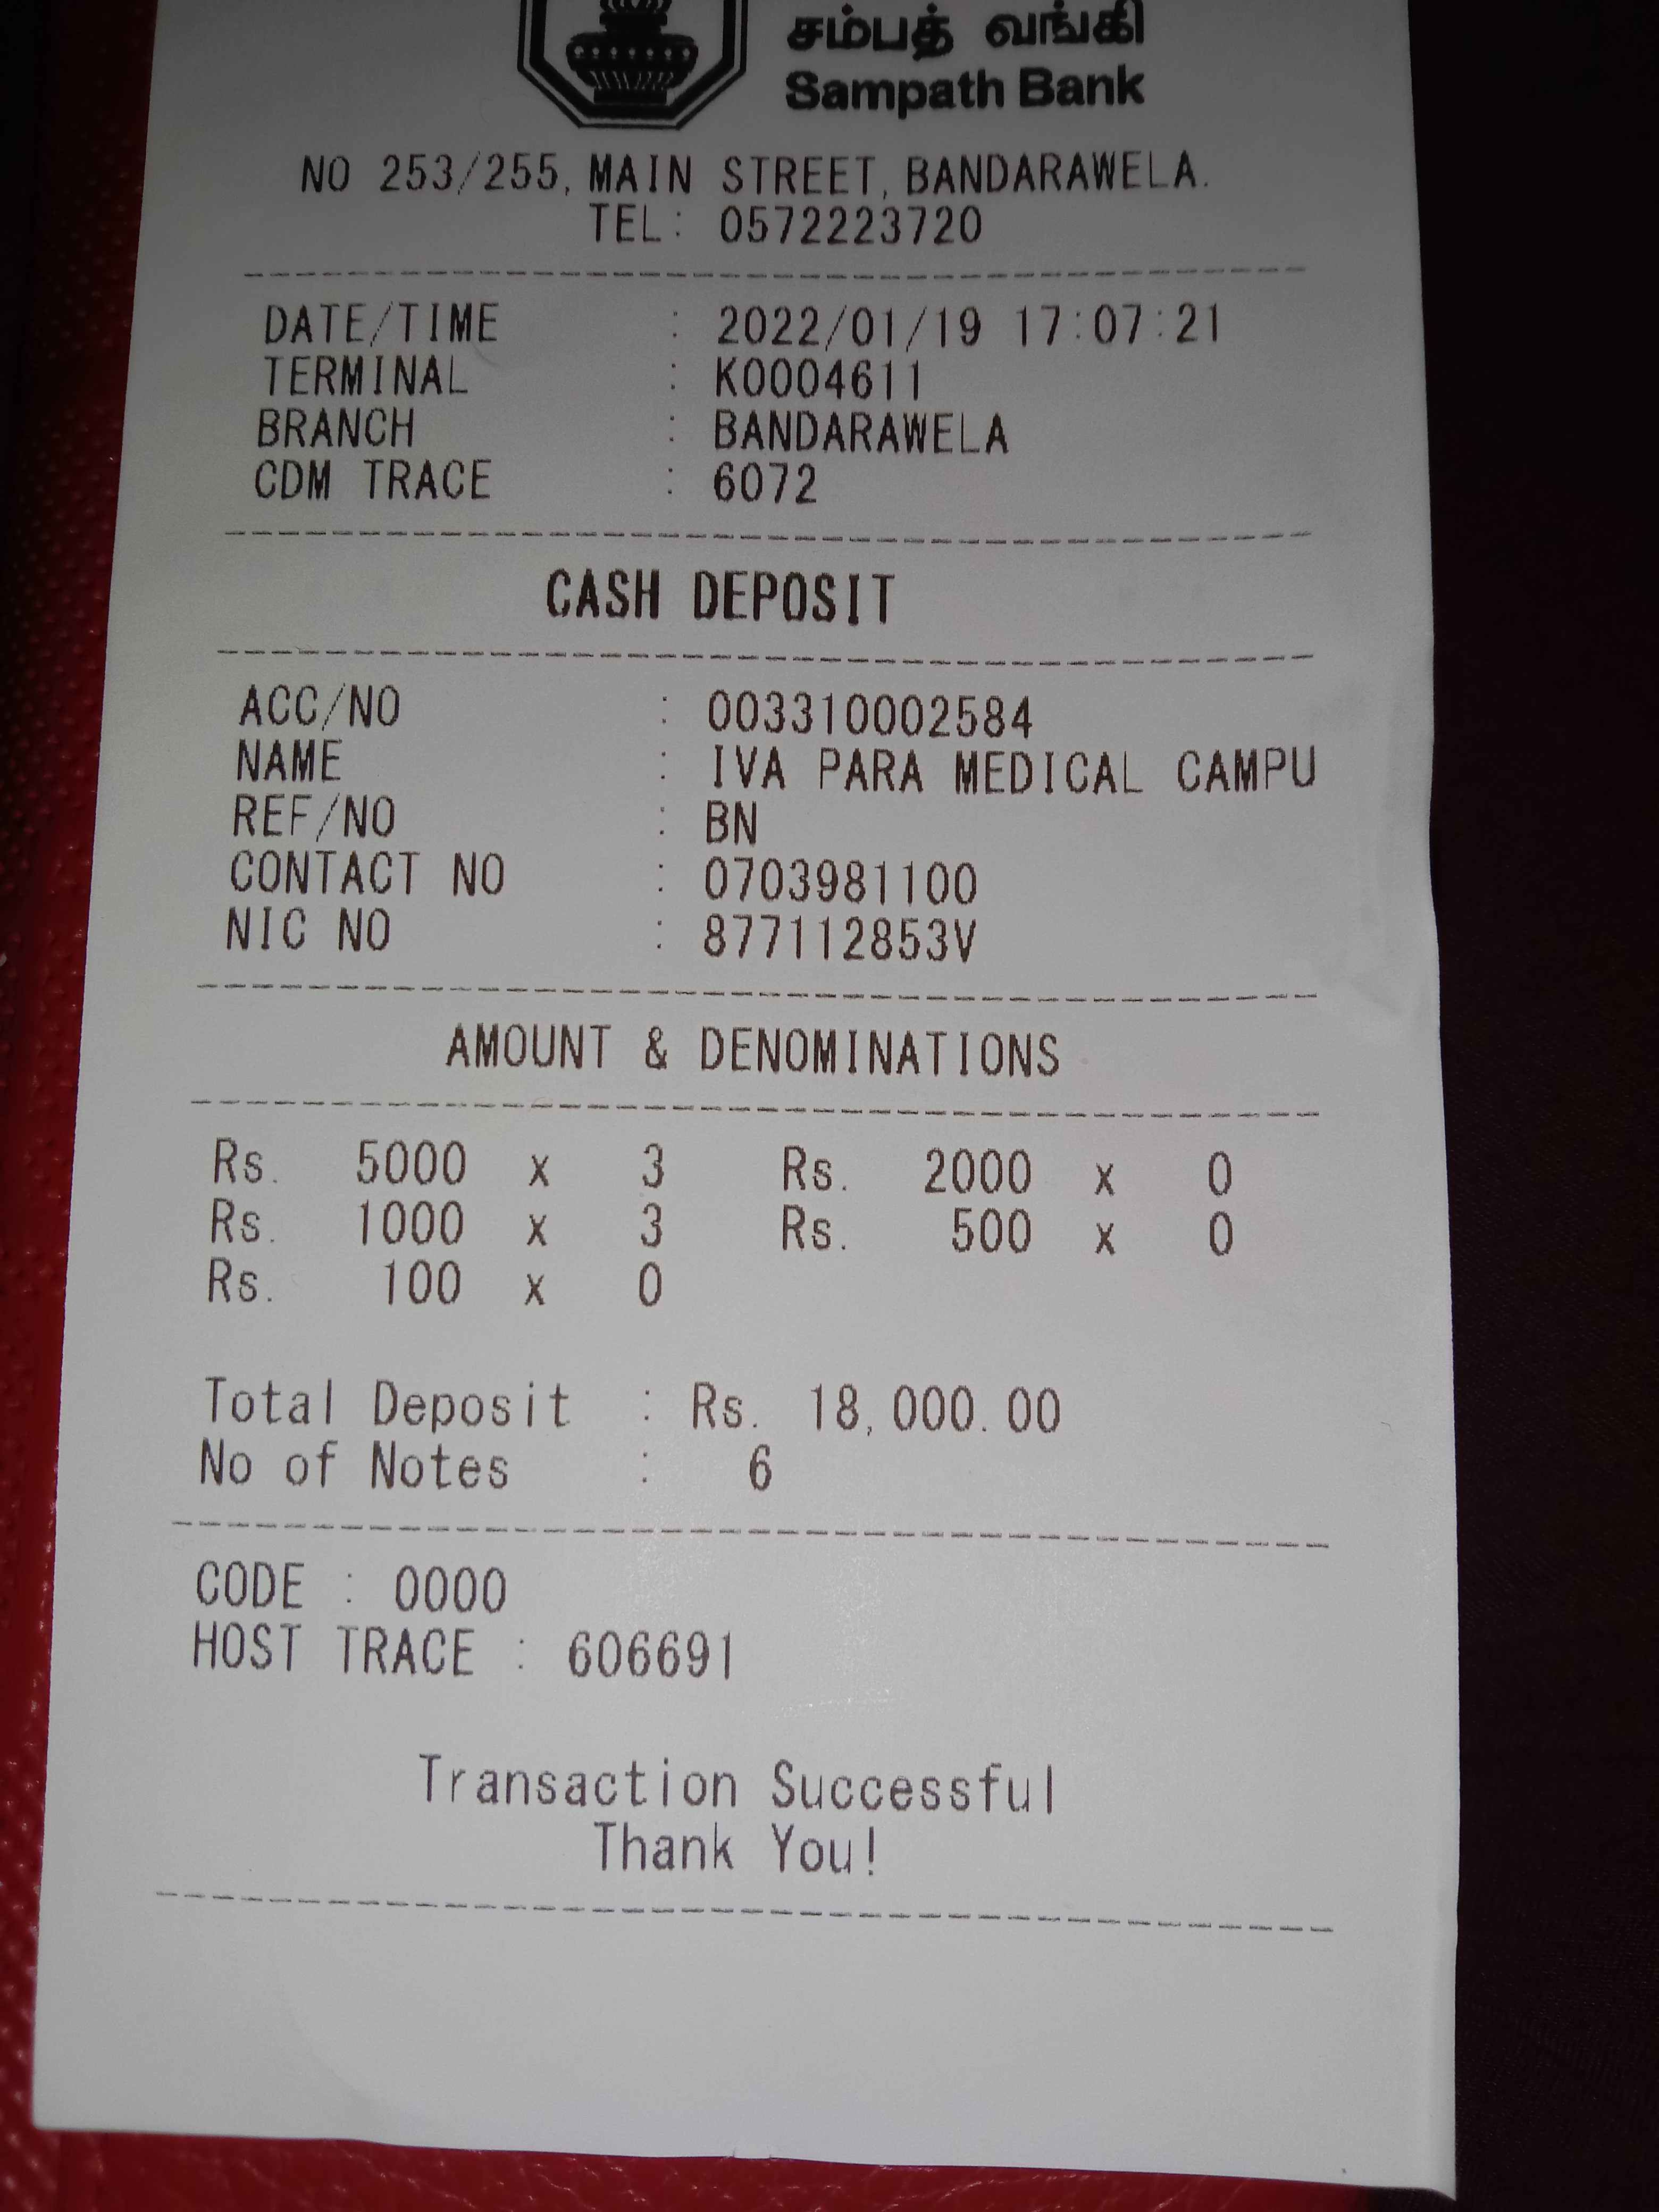 சம்பத் வங்கி
Sampath Bank
NO 253/255, MAIN STREET, BANDARAWELA.
TEL: 0572223720
DATE/TIME : 2022/01/19 17:07:21
TERMINAL : K0004611
BRANCH : BANDARAWELA
CDM TRACE : 6072
CASH DEPOSIT
ACC/NO : 003310002584
NAME : IVA PARA MEDICAL CAMPU
REF/NO : BN
CONTACT NO : 0703981100
NIC NO : 877112853V
AMOUNT & DENOMINATIONS
Rs. 5000 x 3 Rs. 2000 x 0
Rs. 1000 x 3 Rs. 500 x 0
Rs. 100 x 0
Total Deposit : Rs. 18,000.00
No of Notes : 6
CODE : 0000
HOST TRACE : 606691
Transaction Successful
Thank You!